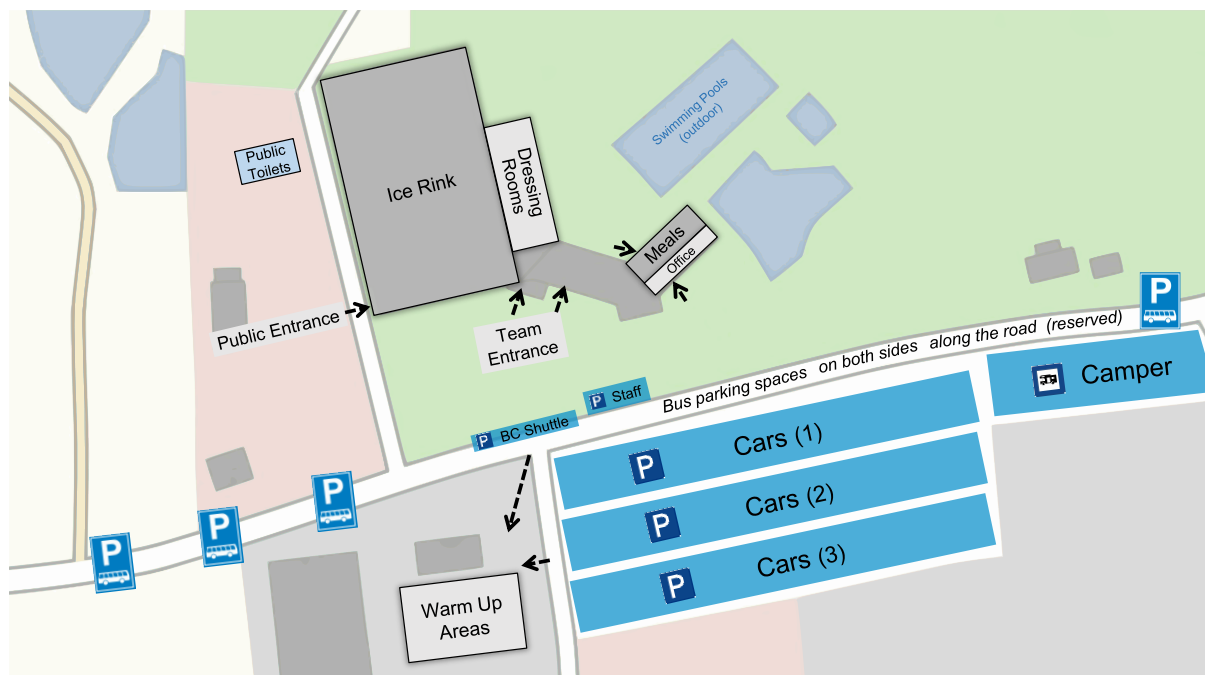 Swimming Pools
(outdoor)
Public
Toilets
Ice Rink
Dressing
Rooms
Meals
Office
Public Entrance
Team
Entrance
P
Bus parking spaces on both sides along the road (reserved)
P Staff
P BC Shuttle
Camper
P Cars (1)
P Cars (2)
P Cars (3)
P
P
P
Warm Up
Areas